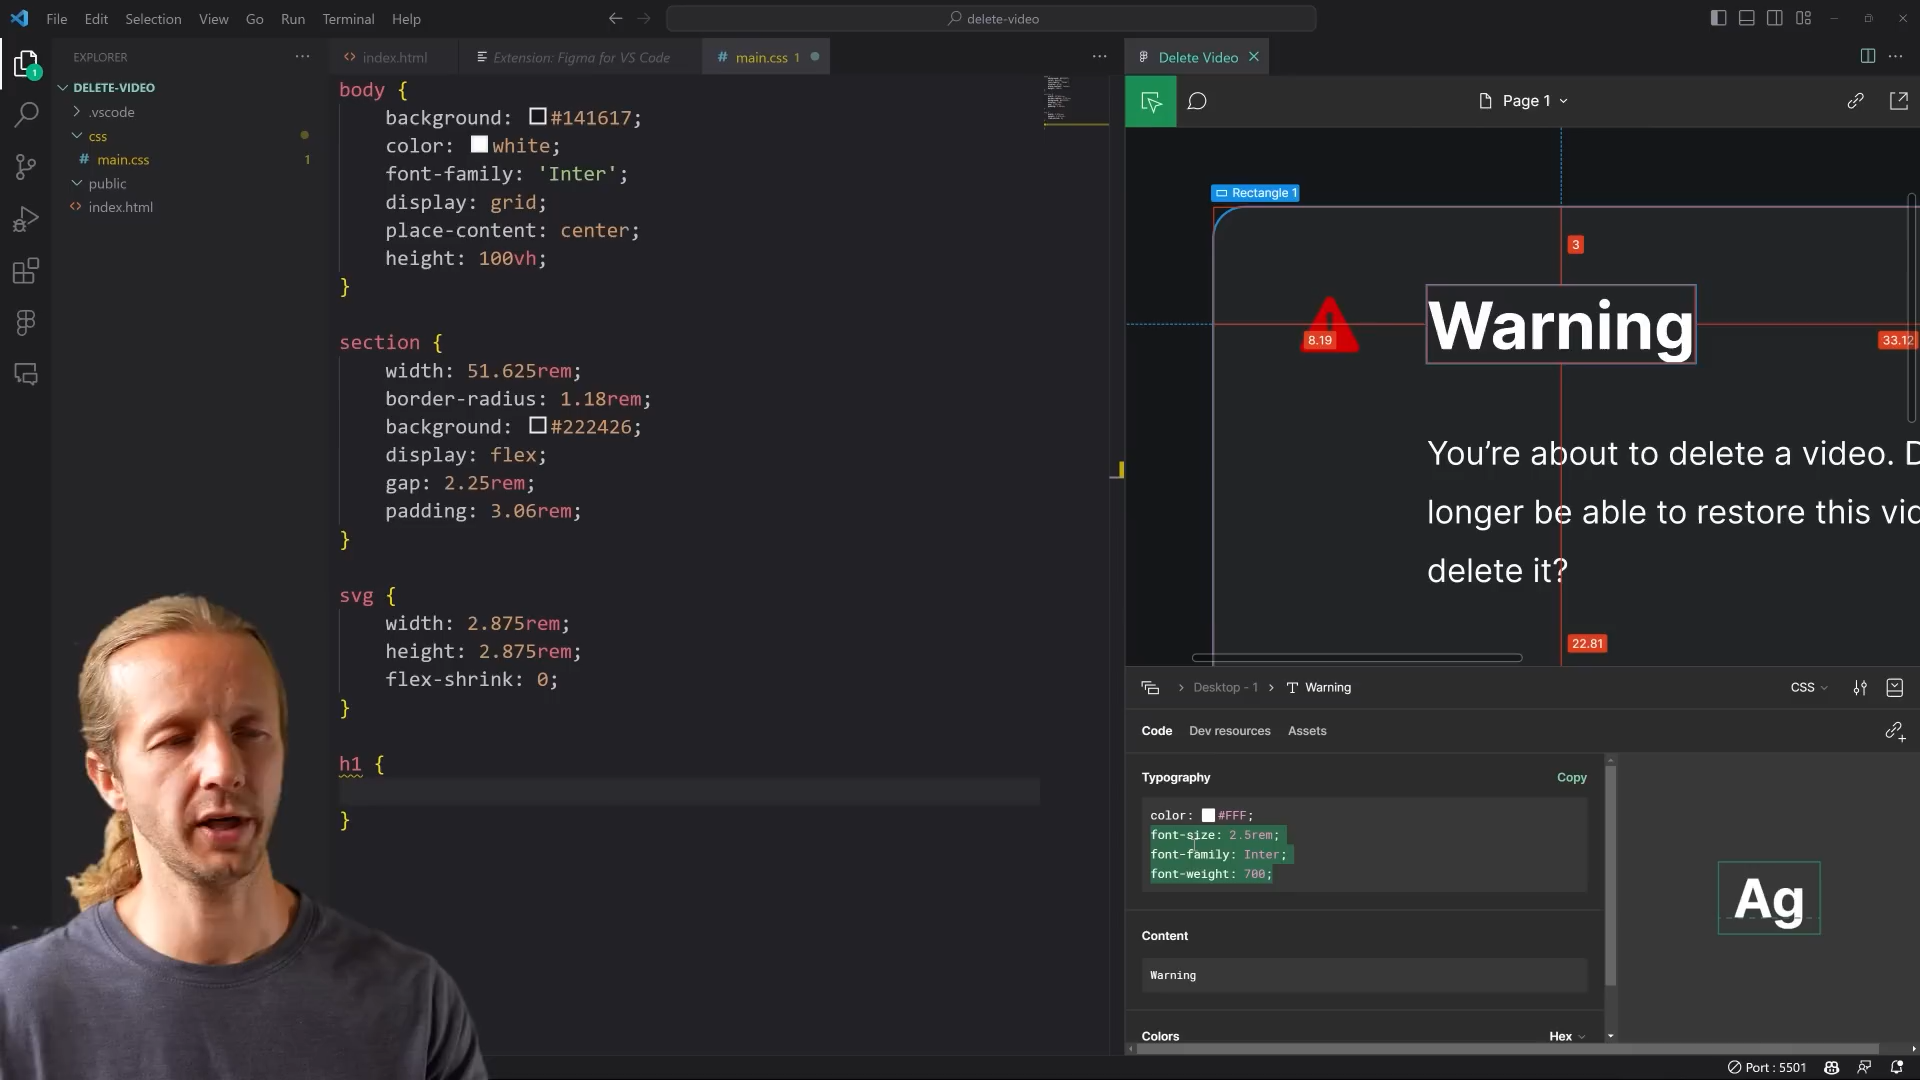 File Edit Selection View Go Run Terminal Help
delete-video
EXPLORER
DELETE-VIDEO
.vscode
css
# main.css 1
public
index.html
1
index.html
Extension: Figma for VS Code
# main.css 1
body {
background: #141617;
color: white;
font-family: 'Inter';
display: grid;
place-content: center;
height: 100vh;
}
section {
width: 51.625rem;
border-radius: 1.18rem;
background: #222426;
display: flex;
gap: 2.25rem;
padding: 3.06rem;
}
svg {
width: 2.875rem;
height: 2.875rem;
flex-shrink: 0;
}
h1 {
}
Delete Video
Page 1
Rectangle 1
3
Warning
8.19
33.12
You’re about to delete a video. D
longer be able to restore this vid
delete it?
22.81
Desktop - 1 > Warning
CSS
Code Dev resources Assets
Typography
Copy
color: #FFF;
font-size: 2.5rem;
font-family: Inter;
font-weight: 700;
Ag
Content
Warning
Colors
Hex
Port : 5501